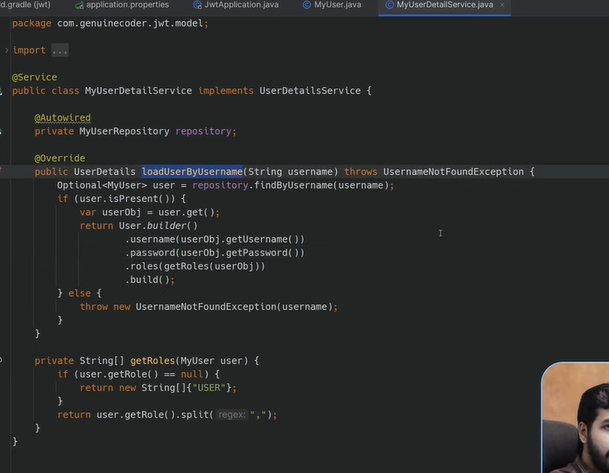 ld.gradle (jwt) application.properties JwtApplication.java MyUser.java MyUserDetailService.java ×
package com.genuinecoder.jwt.model;
import ...
@Service
public class MyUserDetailService implements UserDetailsService {
@Autowired
private MyUserRepository repository;
@Override
public UserDetails loadUserByUsername(String username) throws UsernameNotFoundException {
Optional<MyUser> user = repository.findByUsername(username);
if (user.isPresent()) {
var userObj = user.get();
return User.builder()
.username(userObj.getUsername())
.password(userObj.getPassword())
.roles(getRoles(userObj))
.build();
} else {
throw new UsernameNotFoundException(username);
}
}
private String[] getRoles(MyUser user) {
if (user.getRole() == null) {
return new String[]{"USER"};
}
return user.getRole().split( regex: ",");
}
}